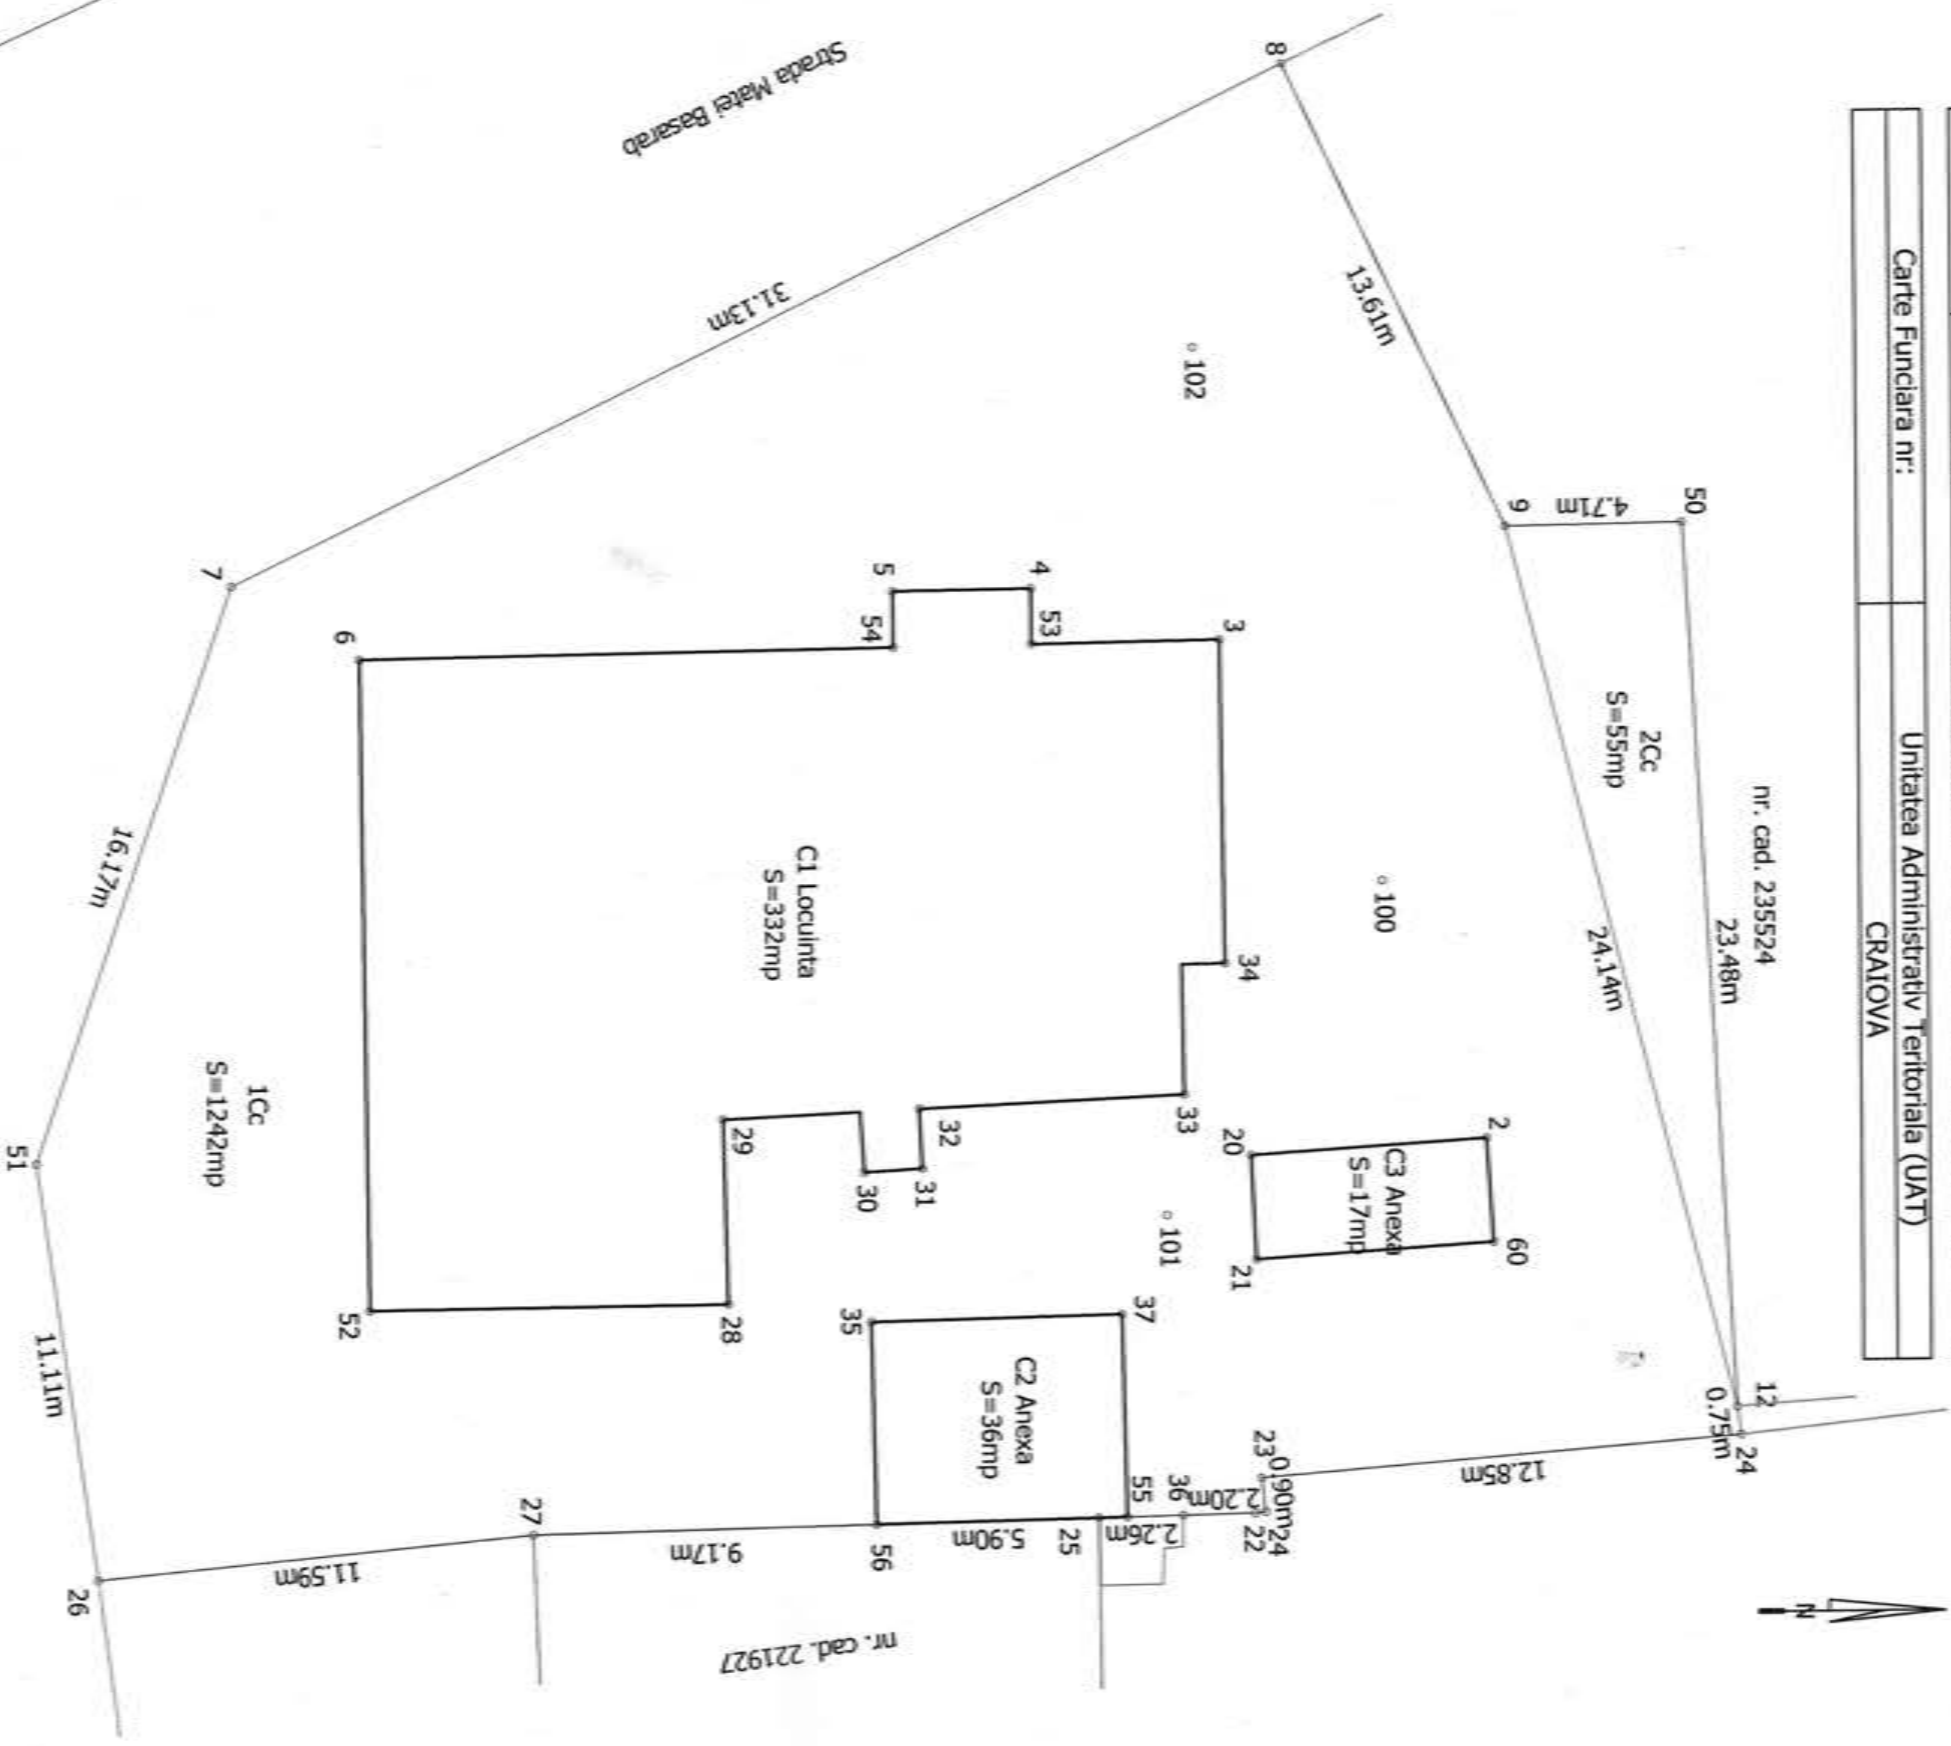 Carte Funciara nr:
Unitatea Administrativ Teritoriala (UAT)
CRAIOVA
N
nr. cad. 235524
23.48m
50
4.71m
9
2Cc
S=55mp
24.14m
12
0.75m
24
8
13.61m
Strada Matei Basarab
31.13m
102
100
101
7
16.17m
51
11.11m
26
11.59m
27
9.17m
56
5.90m
25
55
2.26m
36
2.20m
22
24
0.90m
23
12.85m
nr. cad. 221927
1Cc
S=1242mp
C1 Locuinta
S=332mp
3
53
4
5
54
6
52
28
29
30
31
32
33
34
C3 Anexa
S=17mp
2
60
20
21
C2 Anexa
S=36mp
37
35